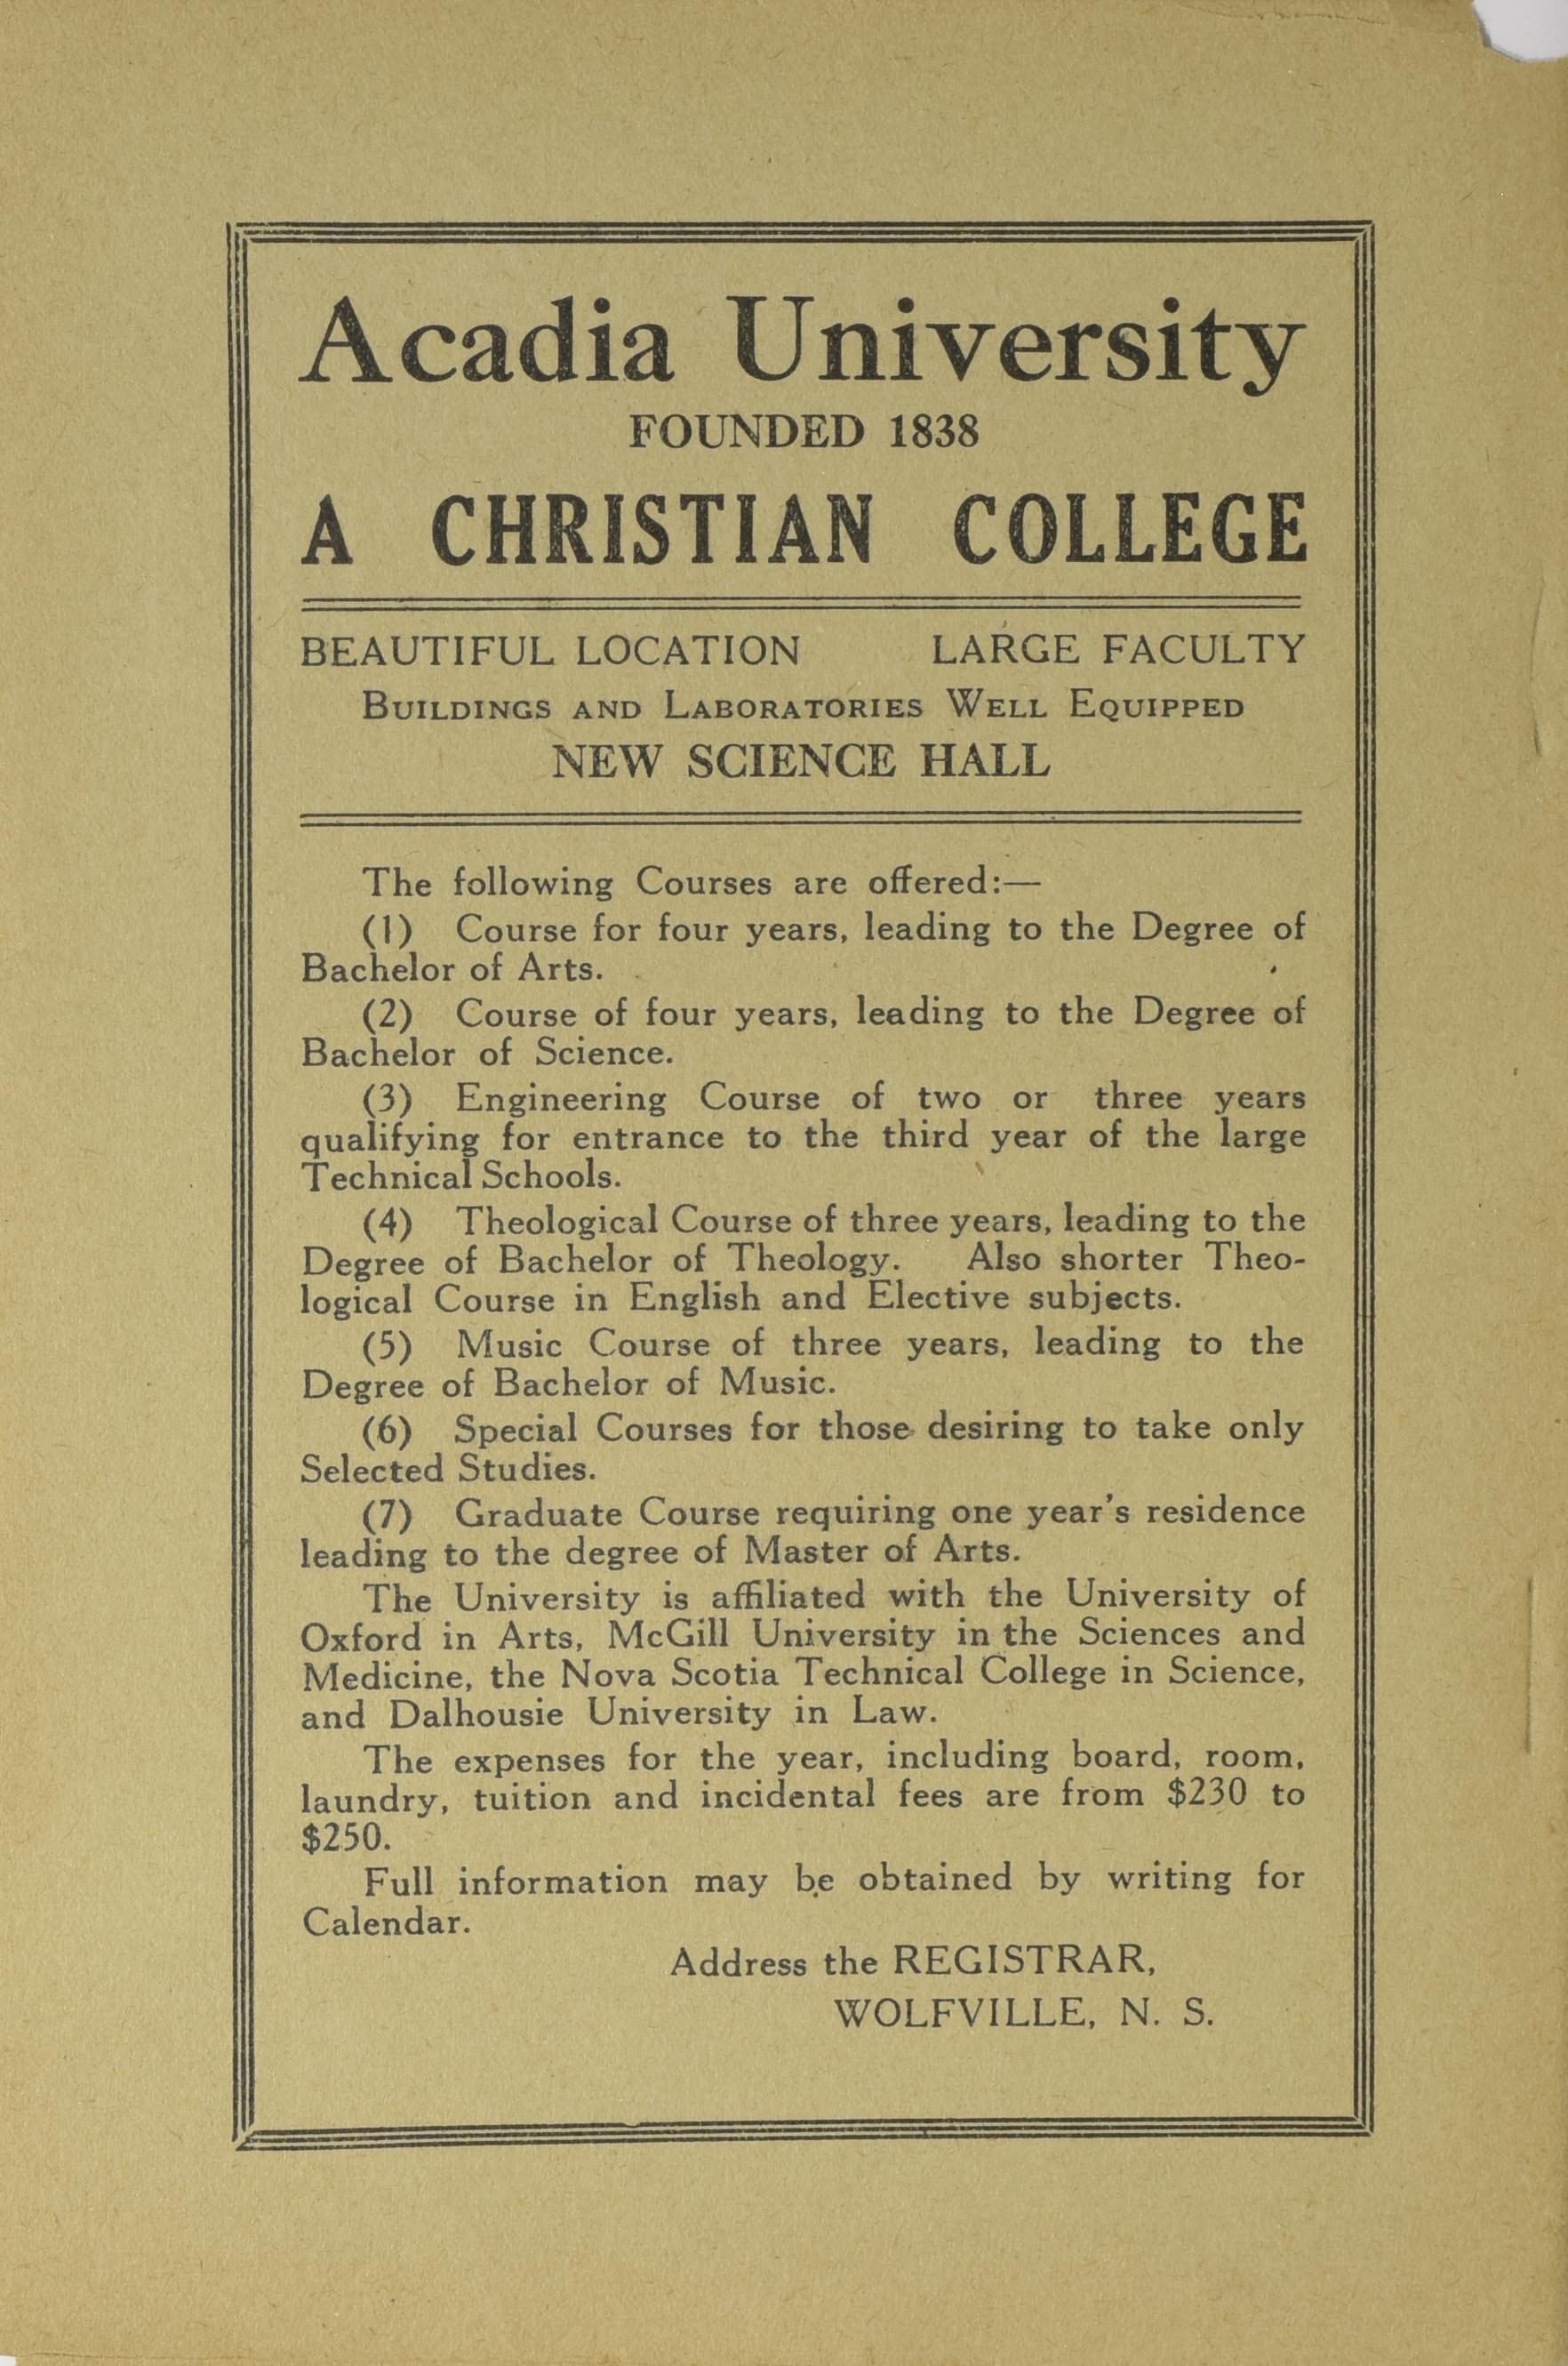 Acadia University
FOUNDED 1838
A CHRISTIAN COLLEGE
BEAUTIFUL LOCATION LARGE FACULTY
BUILDINGS AND LABORATORIES WELL EQUIPPED
NEW SCIENCE HALL
The following Courses are offered:—
(1) Course for four years, leading to the Degree of
Bachelor of Arts.
(2) Course of four years, leading to the Degree of
Bachelor of Science.
(3) Engineering Course of two or three years
qualifying for entrance to the third year of the large
Technical Schools.
(4) Theological Course of three years, leading to the
Degree of Bachelor of Theology. Also shorter Theo-
logical Course in English and Elective subjects.
(5) Music Course of three years, leading to the
Degree of Bachelor of Music.
(6) Special Courses for those desiring to take only
Selected Studies.
(7) Graduate Course requiring one year's residence
leading to the degree of Master of Arts.
The University is affiliated with the University of
Oxford in Arts, McGill University in the Sciences and
Medicine, the Nova Scotia Technical College in Science,
and Dalhousie University in Law.
The expenses for the year, including board, room,
laundry, tuition and incidental fees are from $230 to
$250.
Full information may be obtained by writing for
Calendar.
Address the REGISTRAR,
WOLFVILLE, N. S.